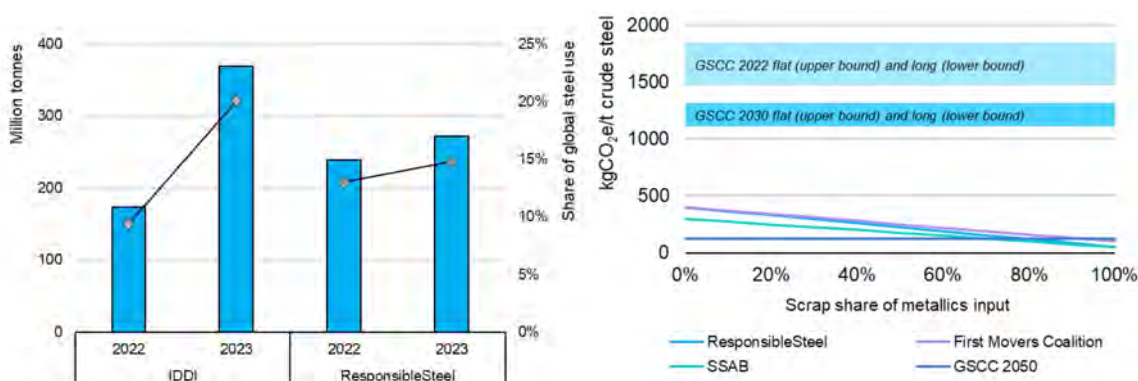 Million tonnes
400
300
200
100
0
25%
20%
15%
10%
5%
0%
Share of global steel use
2022
2023
2022
2023
IDDI
ResponsibleSteel
kgCO₂e/t crude steel
2000
1500
1000
500
0
GSCC 2022 flat (upper bound) and long (lower bound)
GSCC 2030 flat (upper bound) and long (lower bound)
0%
20%
40%
60%
80%
100%
Scrap share of metallics input
ResponsibleSteel
First Movers Coalition
SSAB
GSCC 2050